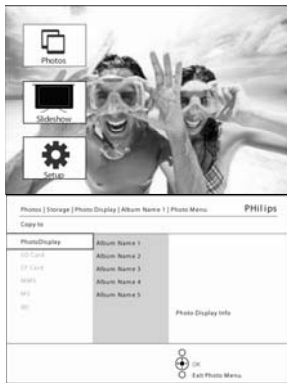 Photos
Slideshow
Setup
Photos | Storage | Photo Display | Album Name 1 | Photo Menu
PHilips
Copy to
PhotoDisplay
Album Name 1
SD Card
Album Name 2
CF Card
Album Name 3
MMS
Album Name 4
MS
Album Name 5
Photo Display Info
OK
Exit Photo Menu